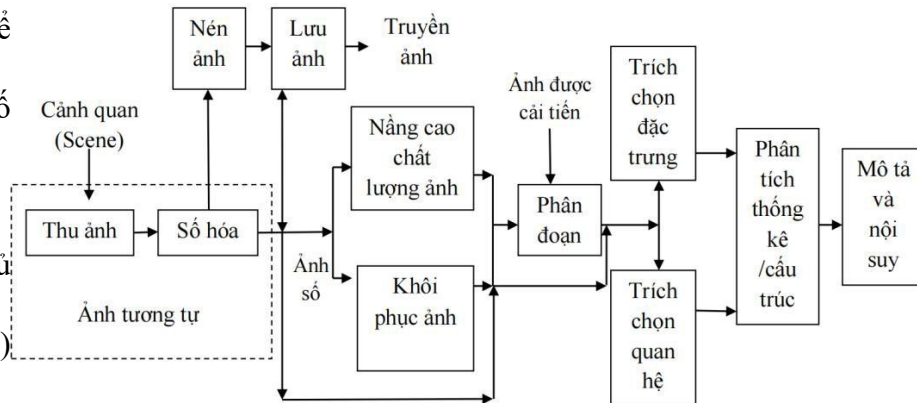 ể
ố
ủ
)
Nén
ảnh
Lưu
ảnh
Truyền
ảnh
Cảnh quan
(Scene)
Thu ảnh
Số hóa
Ảnh tương tự
Ảnh
số
Nầng cao
chất
lượng ảnh
Khôi
phục ảnh
Ảnh được
cải tiến
Phân
đoạn
Trích
chọn
đặc
trưng
Trích
chọn
quan
hệ
Phân
tích
thống
kê
/cấu
trúc
Mô tả
và
nội
suy